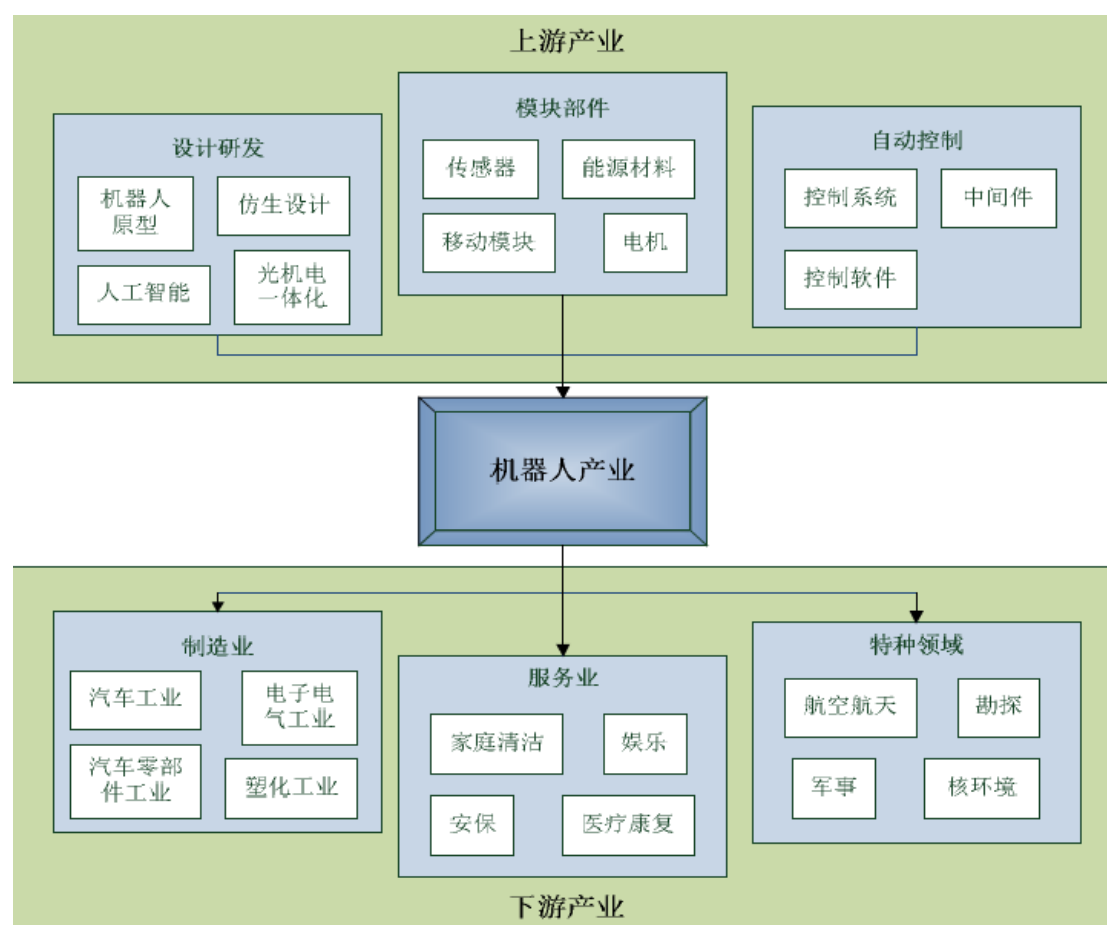 上游产业
设计研发
机器人
原型
仿生设计
人工智能
光机电
一体化
模块部件
传感器
能源材料
移动模块
电机
自动控制
控制系统
中间件
控制软件
机器人产业
制造业
汽车工业
电子电
气工业
汽车零部
件工业
塑化工业
服务业
家庭清洁
娱乐
安保
医疗康复
特种领域
航空航天
勘探
军事
核环境
下游产业